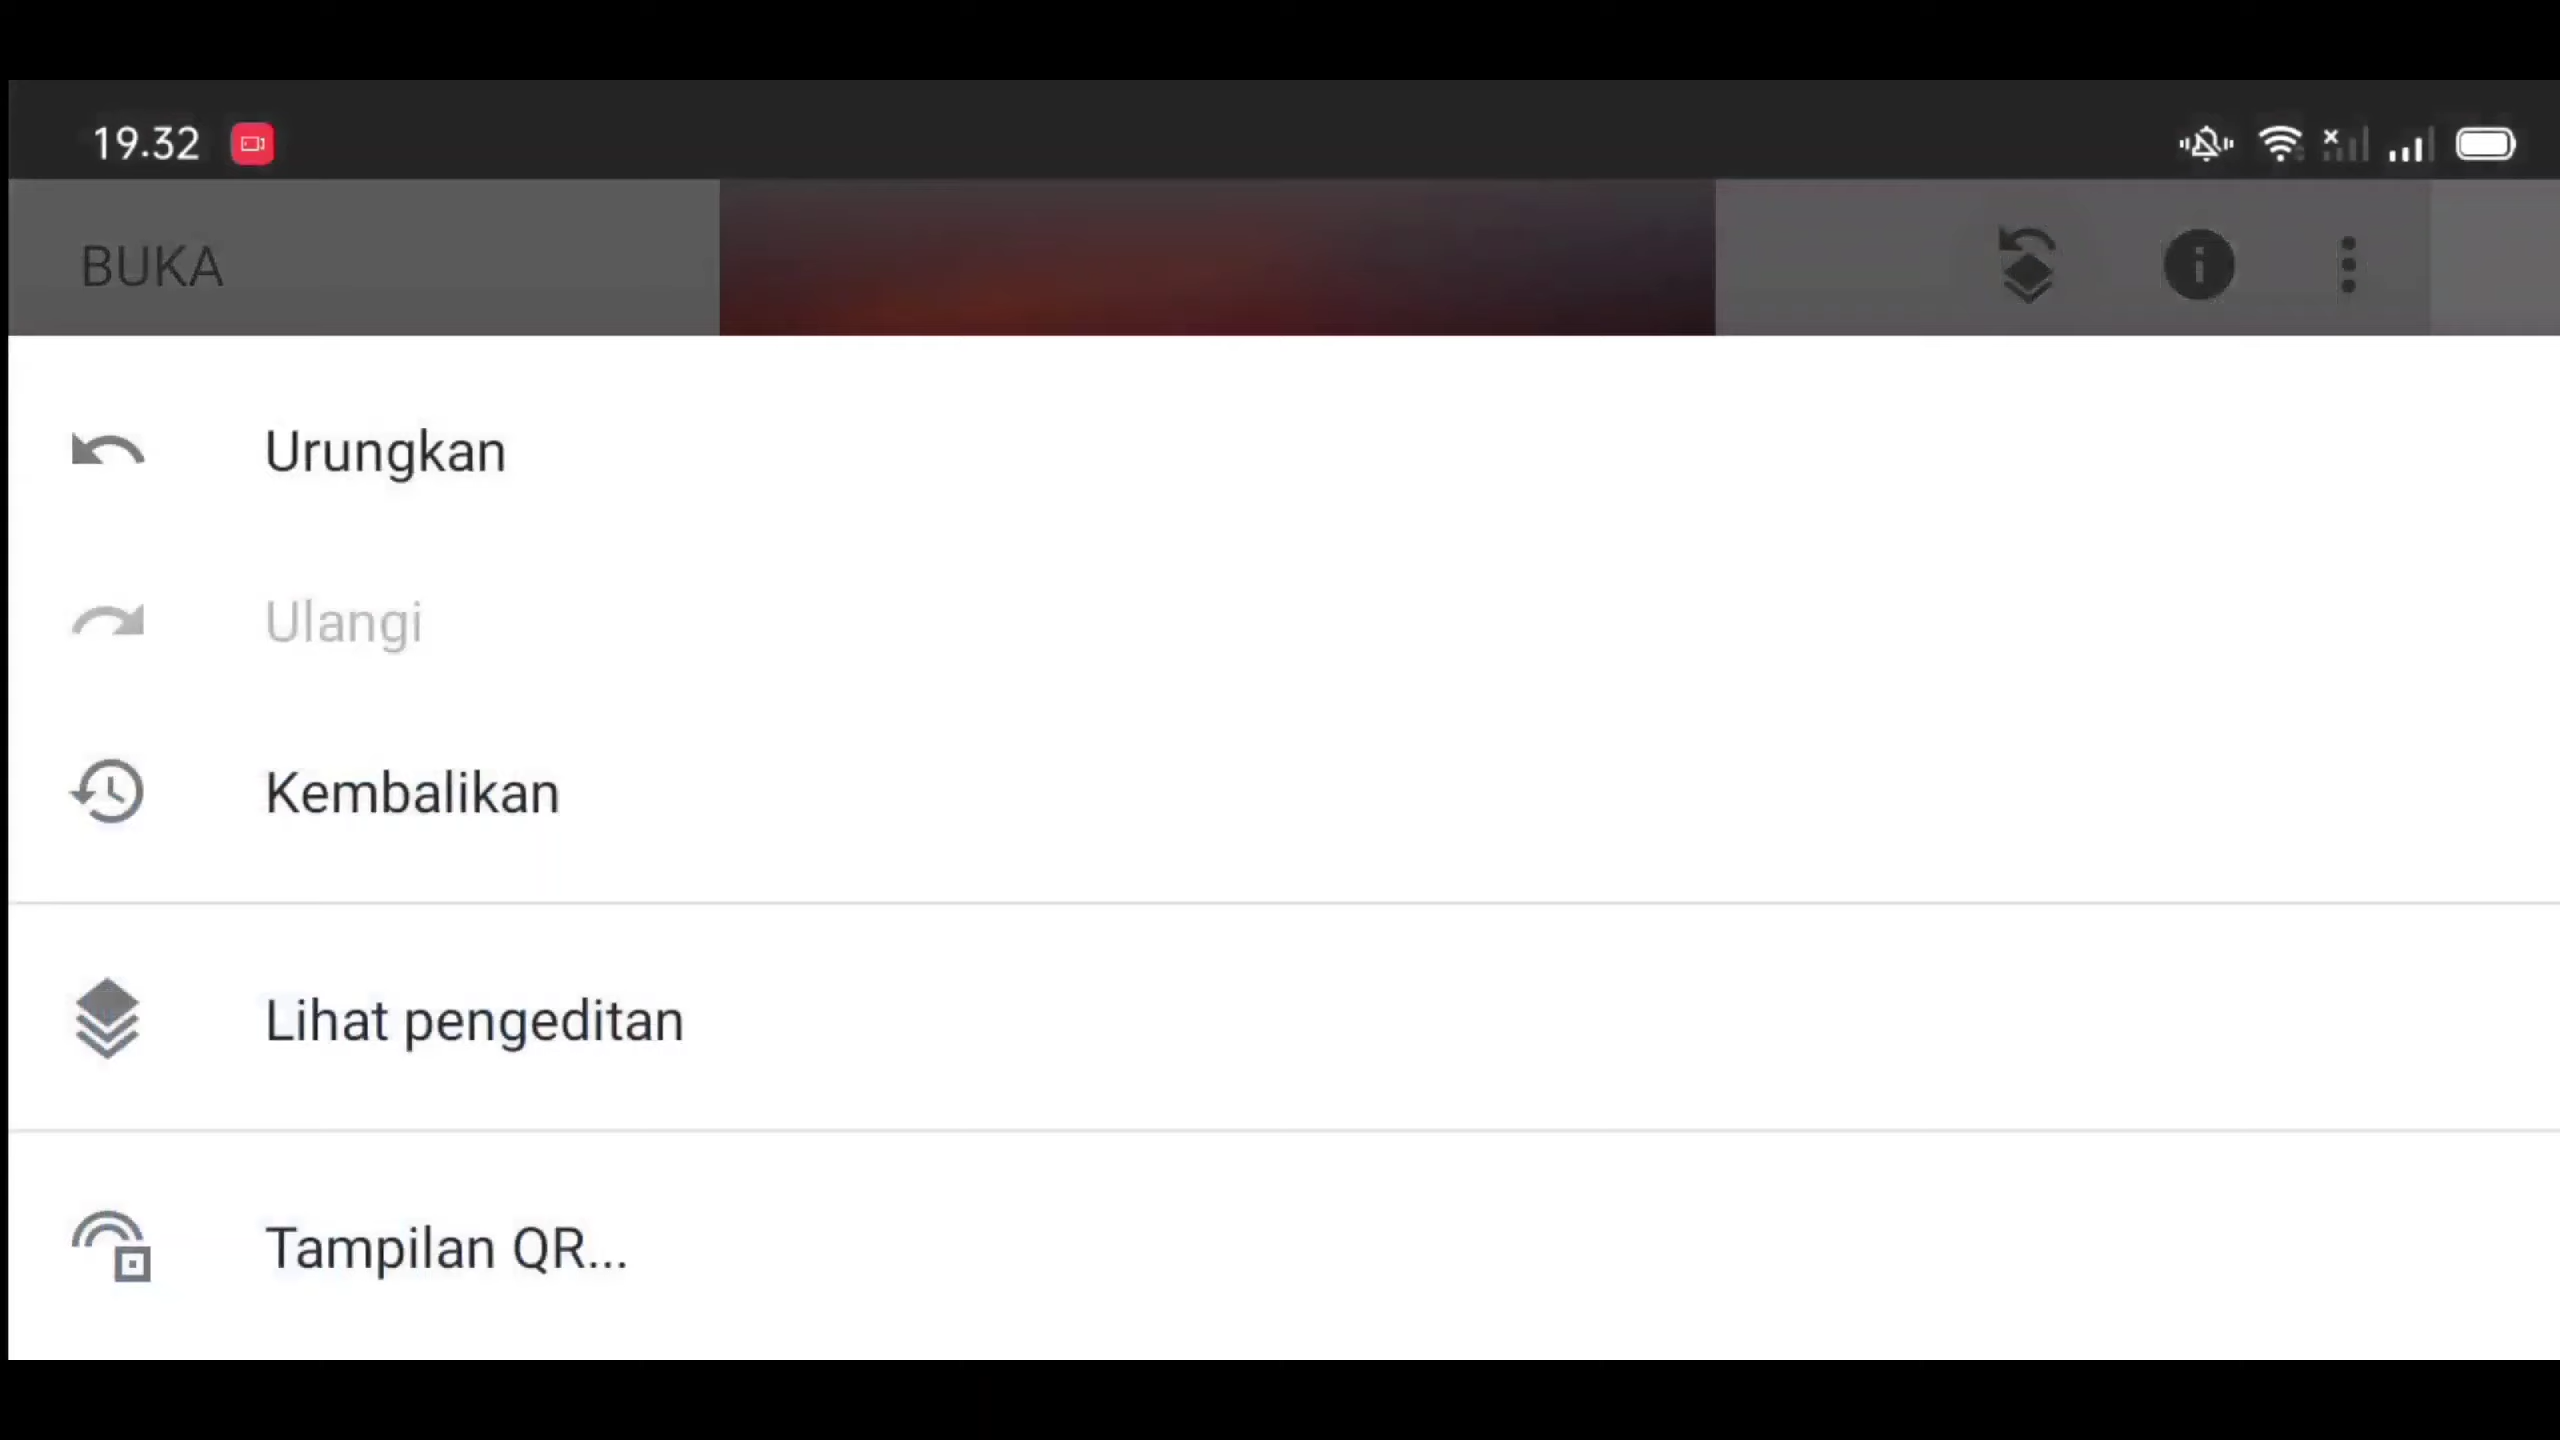 19.32
BUKA
Urungkan
Ulangi
Kembalikan
Lihat pengeditan
Tampilan QR...